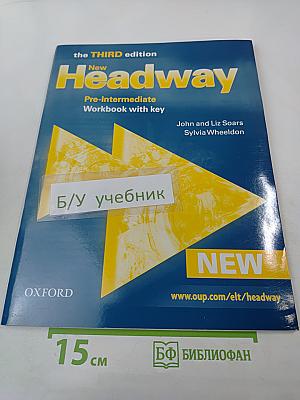 the THIRD edition
New
Headway
Pre-Intermediate
Workbook with key
John and Liz Soars
Sylvia Wheeldon
Б/У учебник
NEW
OXFORD
www.oup.com/elt/headway
15 см
БФ БИБЛИОФАН